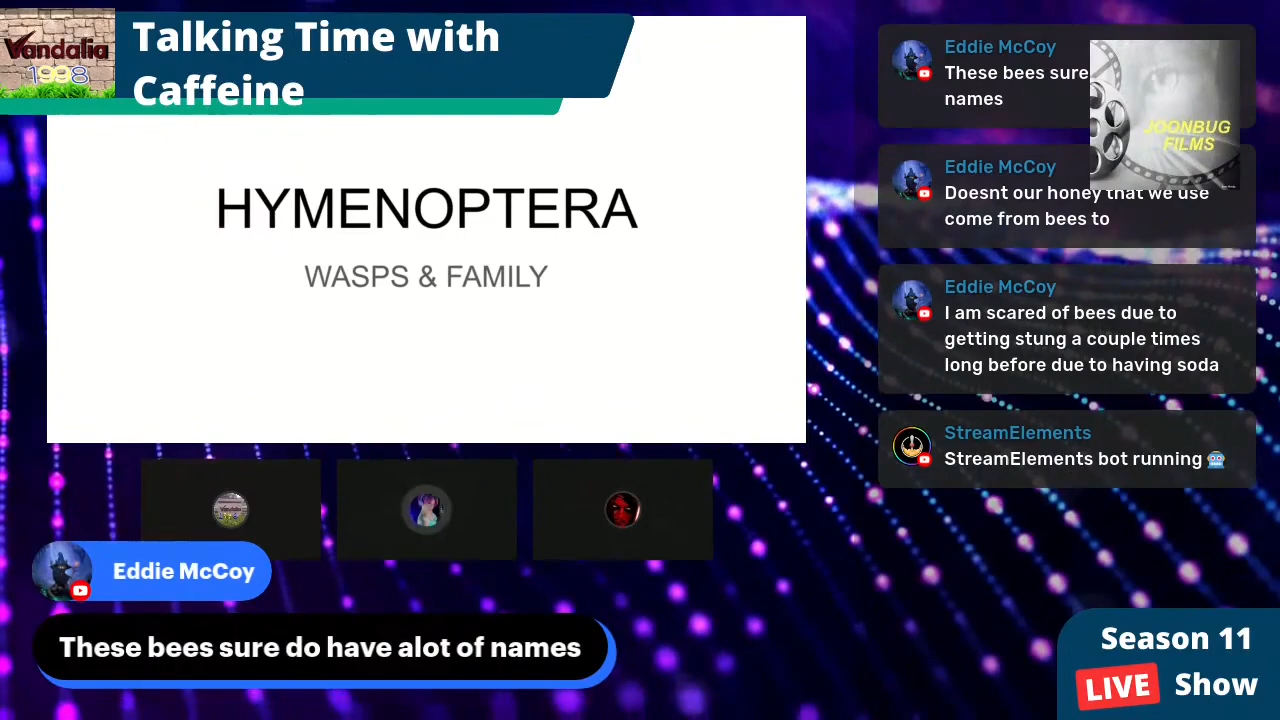 Vandalia
1998
Talking Time with
Caffeine
HYMENOPTERA
WASPS & FAMILY
Eddie McCoy
These bees sure
names
JOONBUG
FILMS
Eddie McCoy
Doesnt our honey that we use
come from bees to
Eddie McCoy
I am scared of bees due to
getting stung a couple times
long before due to having soda
StreamElements
StreamElements bot running
Eddie McCoy
These bees sure do have alot of names
Season 11
LIVE Show